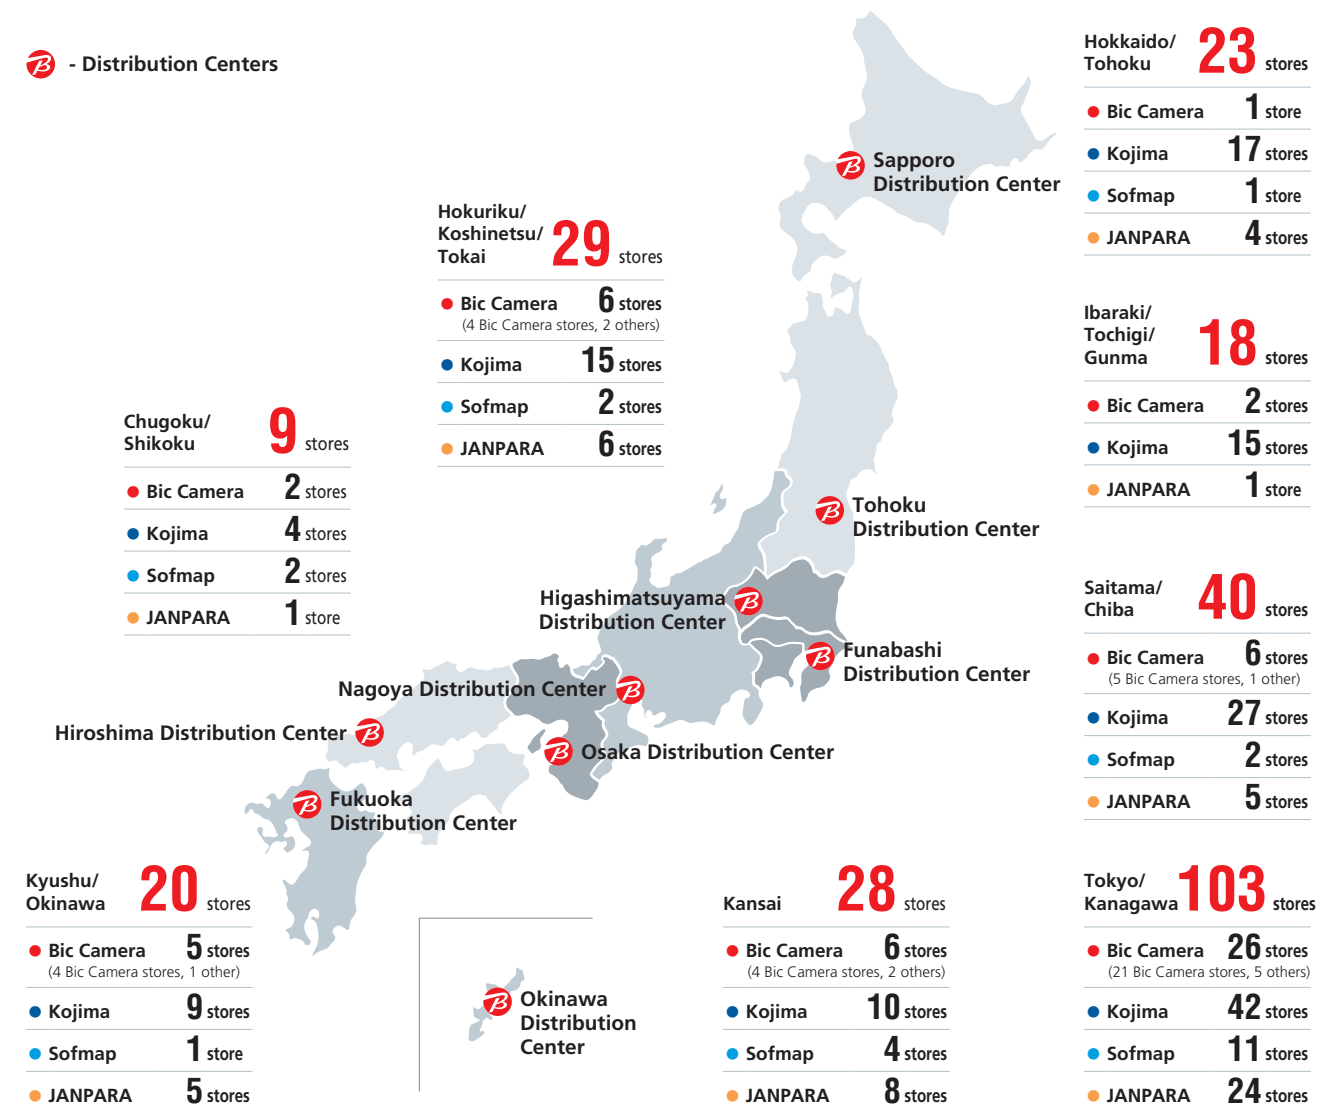 - Distribution Centers
Hokkaido/
Tohoku
23 stores
Bic Camera 1 store
Kojima 17 stores
Sofmap 1 store
JANPARA 4 stores
Sapporo
Distribution Center
Hokuriku/
Koshinetsu/
Tokai
29 stores
Bic Camera 6 stores
(4 Bic Camera stores, 2 others)
Kojima 15 stores
Sofmap 2 stores
JANPARA 6 stores
Ibaraki/
Tochigi/
Gunma
18 stores
Bic Camera 2 stores
Kojima 15 stores
JANPARA 1 store
Chugoku/
Shikoku
9 stores
Bic Camera 2 stores
Kojima 4 stores
Sofmap 2 stores
JANPARA 1 store
Tohoku
Distribution Center
Higashimatsuyama
Distribution Center
Funabashi
Distribution Center
Nagoya Distribution Center
Hiroshima Distribution Center
Osaka Distribution Center
Fukuoka
Distribution Center
Saitama/
Chiba
40 stores
Bic Camera 6 stores
(5 Bic Camera stores, 1 other)
Kojima 27 stores
Sofmap 2 stores
JANPARA 5 stores
Kyushu/
Okinawa
20 stores
Bic Camera 5 stores
(4 Bic Camera stores, 1 other)
Kojima 9 stores
Sofmap 1 store
JANPARA 5 stores
Okinawa
Distribution
Center
Kansai 28 stores
Bic Camera 6 stores
(4 Bic Camera stores, 2 others)
Kojima 10 stores
Sofmap 4 stores
JANPARA 8 stores
Tokyo/
Kanagawa
103 stores
Bic Camera 26 stores
(21 Bic Camera stores, 5 others)
Kojima 42 stores
Sofmap 11 stores
JANPARA 24 stores